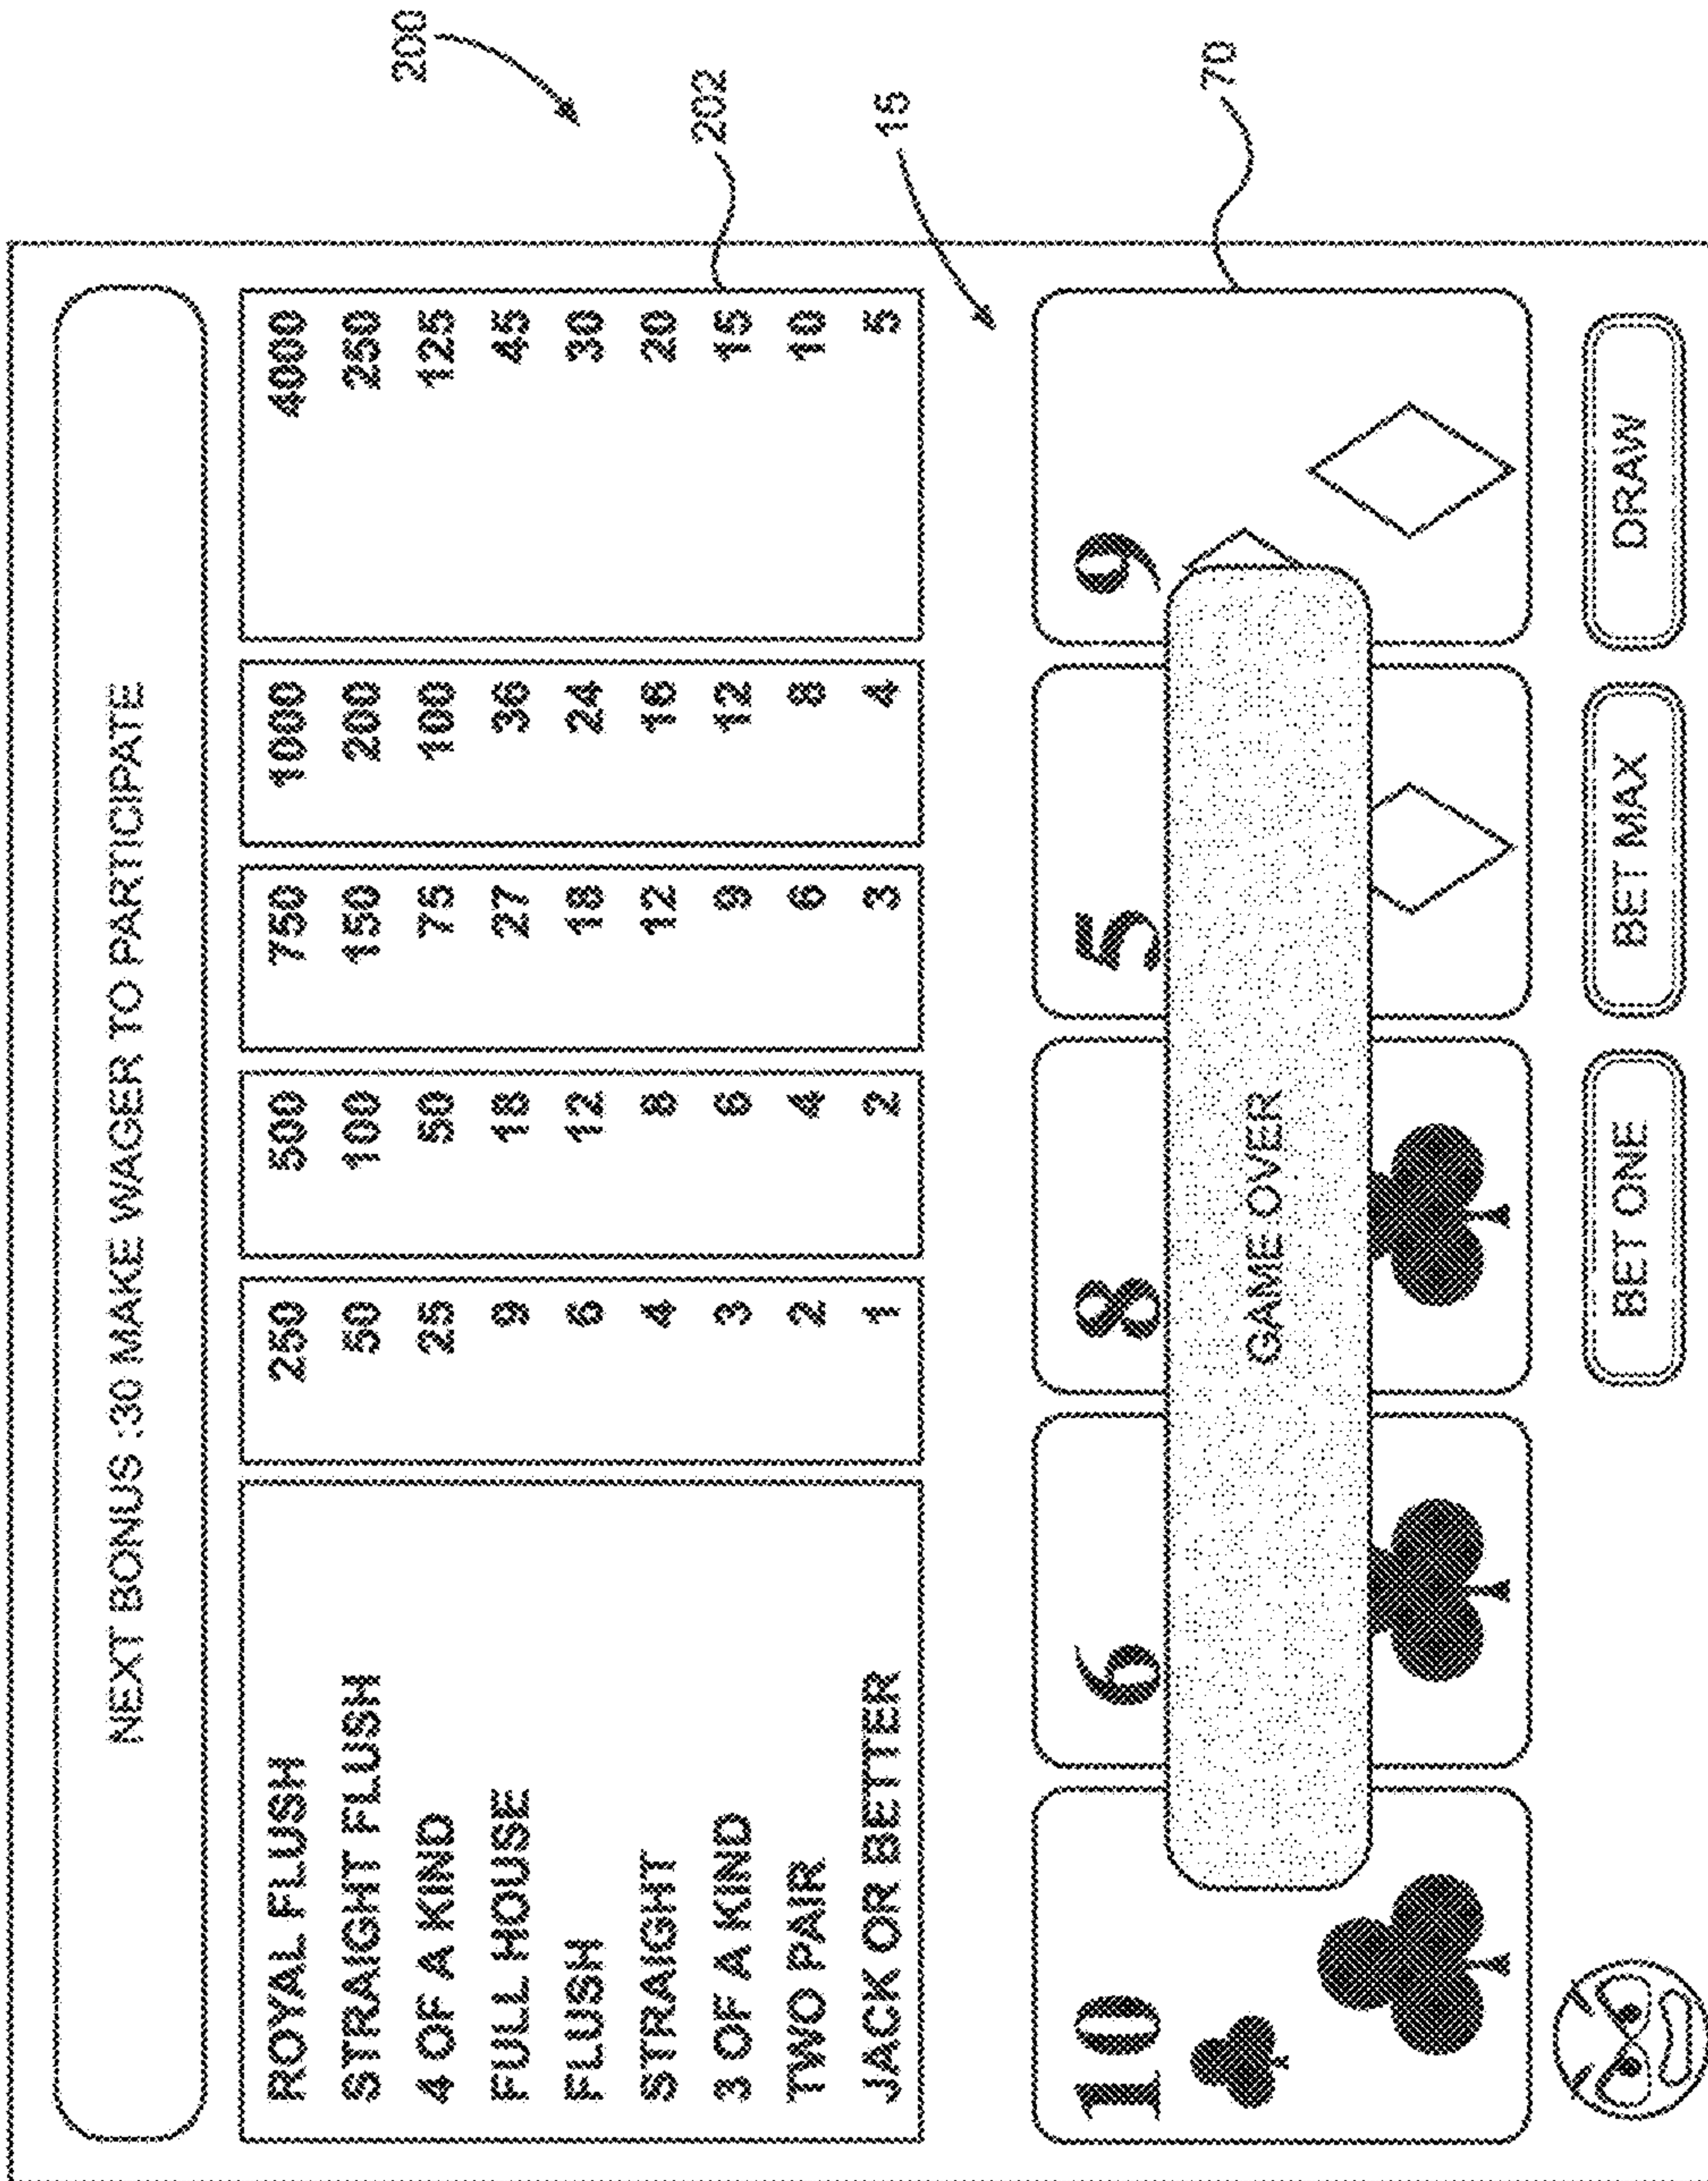 200
NEXT BONUS :30 MAKE WAGER TO PARTICIPATE
ROYAL FLUSH 250 500 750 1000 4000
STRAIGHT FLUSH 50 100 150 200 250
4 OF A KIND 25 50 75 100 125
FULL HOUSE 9 18 27 36 45
FLUSH 6 12 18 24 30
STRAIGHT 4 8 12 16 20
3 OF A KIND 3 6 9 12 15
TWO PAIR 2 4 6 8 10
JACK OR BETTER 1 2 3 4 5
202
15
10 6 8 5 9
70
GAME OVER
BET ONE BET MAX DRAW